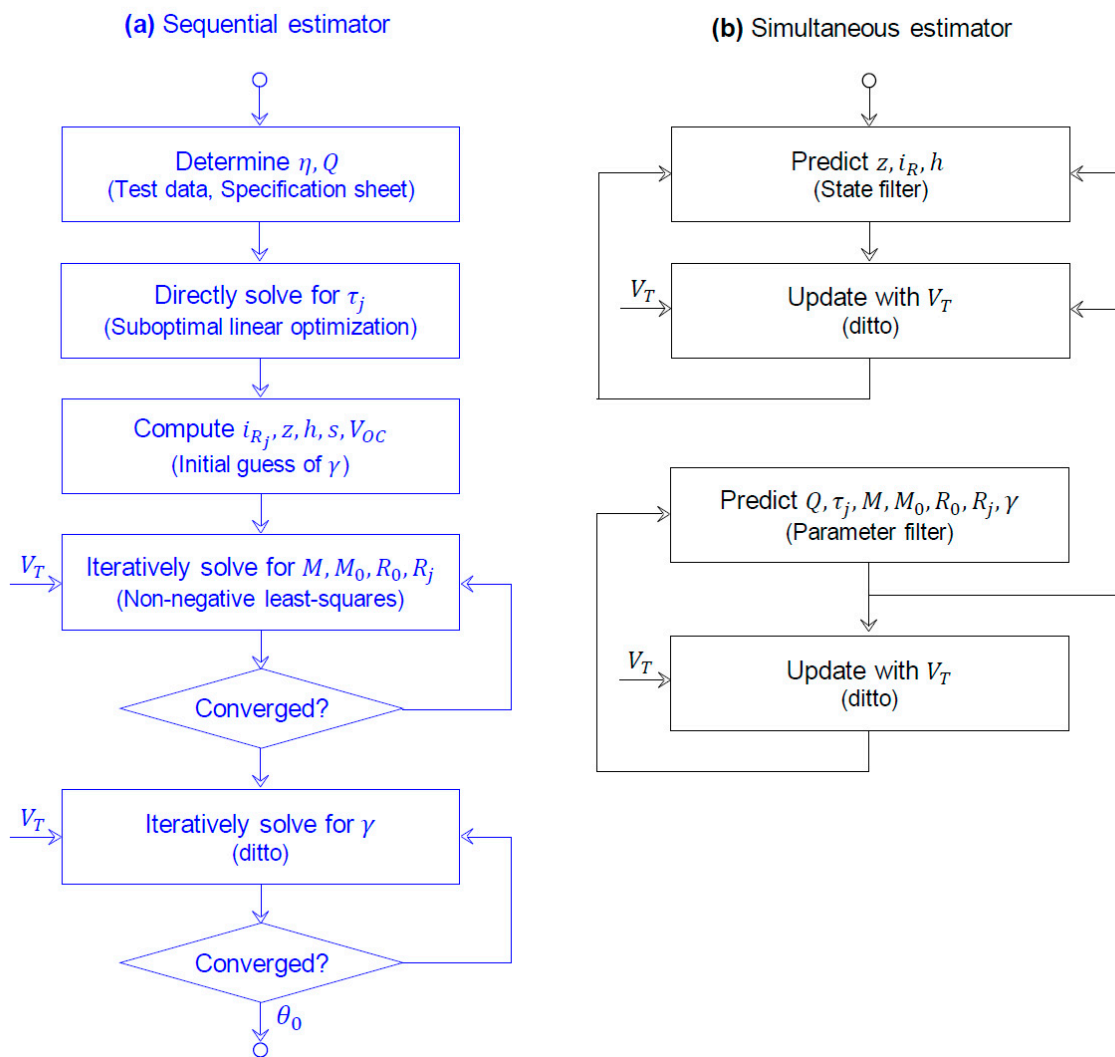 (a) Sequential estimator
Determine η, Q
(Test data, Specification sheet)
Directly solve for τ_j
(Suboptimal linear optimization)
Compute i_{R_j}, z, h, s, V_{OC}
(Initial guess of γ)
V_T
Iteratively solve for M, M_0, R_0, R_j
(Non-negative least-squares)
Converged?
V_T
Iteratively solve for γ
(ditto)
Converged?
θ_0
(b) Simultaneous estimator
Predict z, i_R, h
(State filter)
V_T
Update with V_T
(ditto)
Predict Q, τ_j, M, M_0, R_0, R_j, γ
(Parameter filter)
V_T
Update with V_T
(ditto)